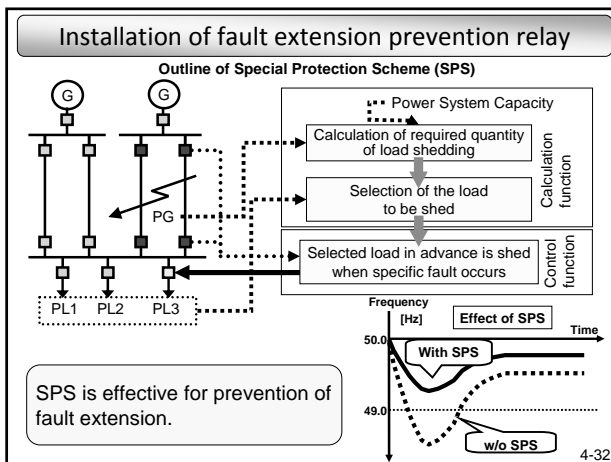 Installation of fault extension prevention relay
Outline of Special Protection Scheme (SPS)
G
G
PG
PL1
PL2
PL3
Power System Capacity
Calculation of required quantity
of load shedding
Selection of the load
to be shed
Calculation
function
Selected load in advance is shed
when specific fault occurs
Control
function
SPS is effective for prevention of
fault extension.
Frequency
[Hz]
Effect of SPS
Time
50.0
With SPS
49.0
w/o SPS
4-32